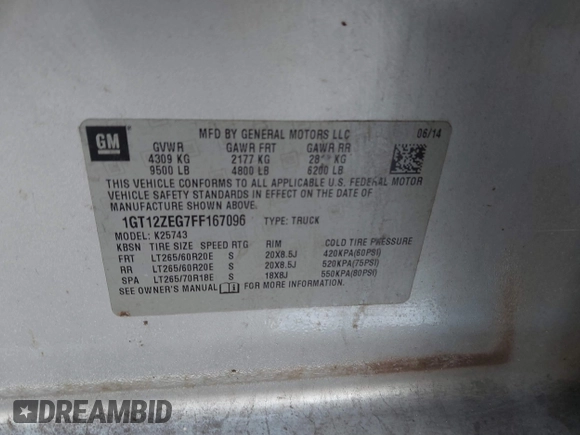 GM
MFD BY GENERAL MOTORS LLC 06/14
GVWR GAWR FRT GAWR RR
4309 KG 2177 KG KG
9500 LB 4800 LB 6200 LB
THIS VEHICLE CONFORMS TO ALL APPLICABLE U.S. FEDERAL MOTOR
VEHICLE SAFETY STANDARDS IN EFFECT ON THE DATE OF
MANUFACTURE SHOWN ABOVE.
1GT12ZEG7FF167096 TYPE: TRUCK
MODEL: K25743
KBSN TIRE SIZE SPEED RTG RIM COLD TIRE PRESSURE
FRT LT265/60R20E S 20X8.5J 420KPA(60PSI)
RR LT265/60R20E S 20X8.5J 520KPA(75PSI)
SPA LT265/70R18E S 18X8J 550KPA(80PSI)
SEE OWNER'S MANUAL FOR MORE INFORMATION.
DREAMBID